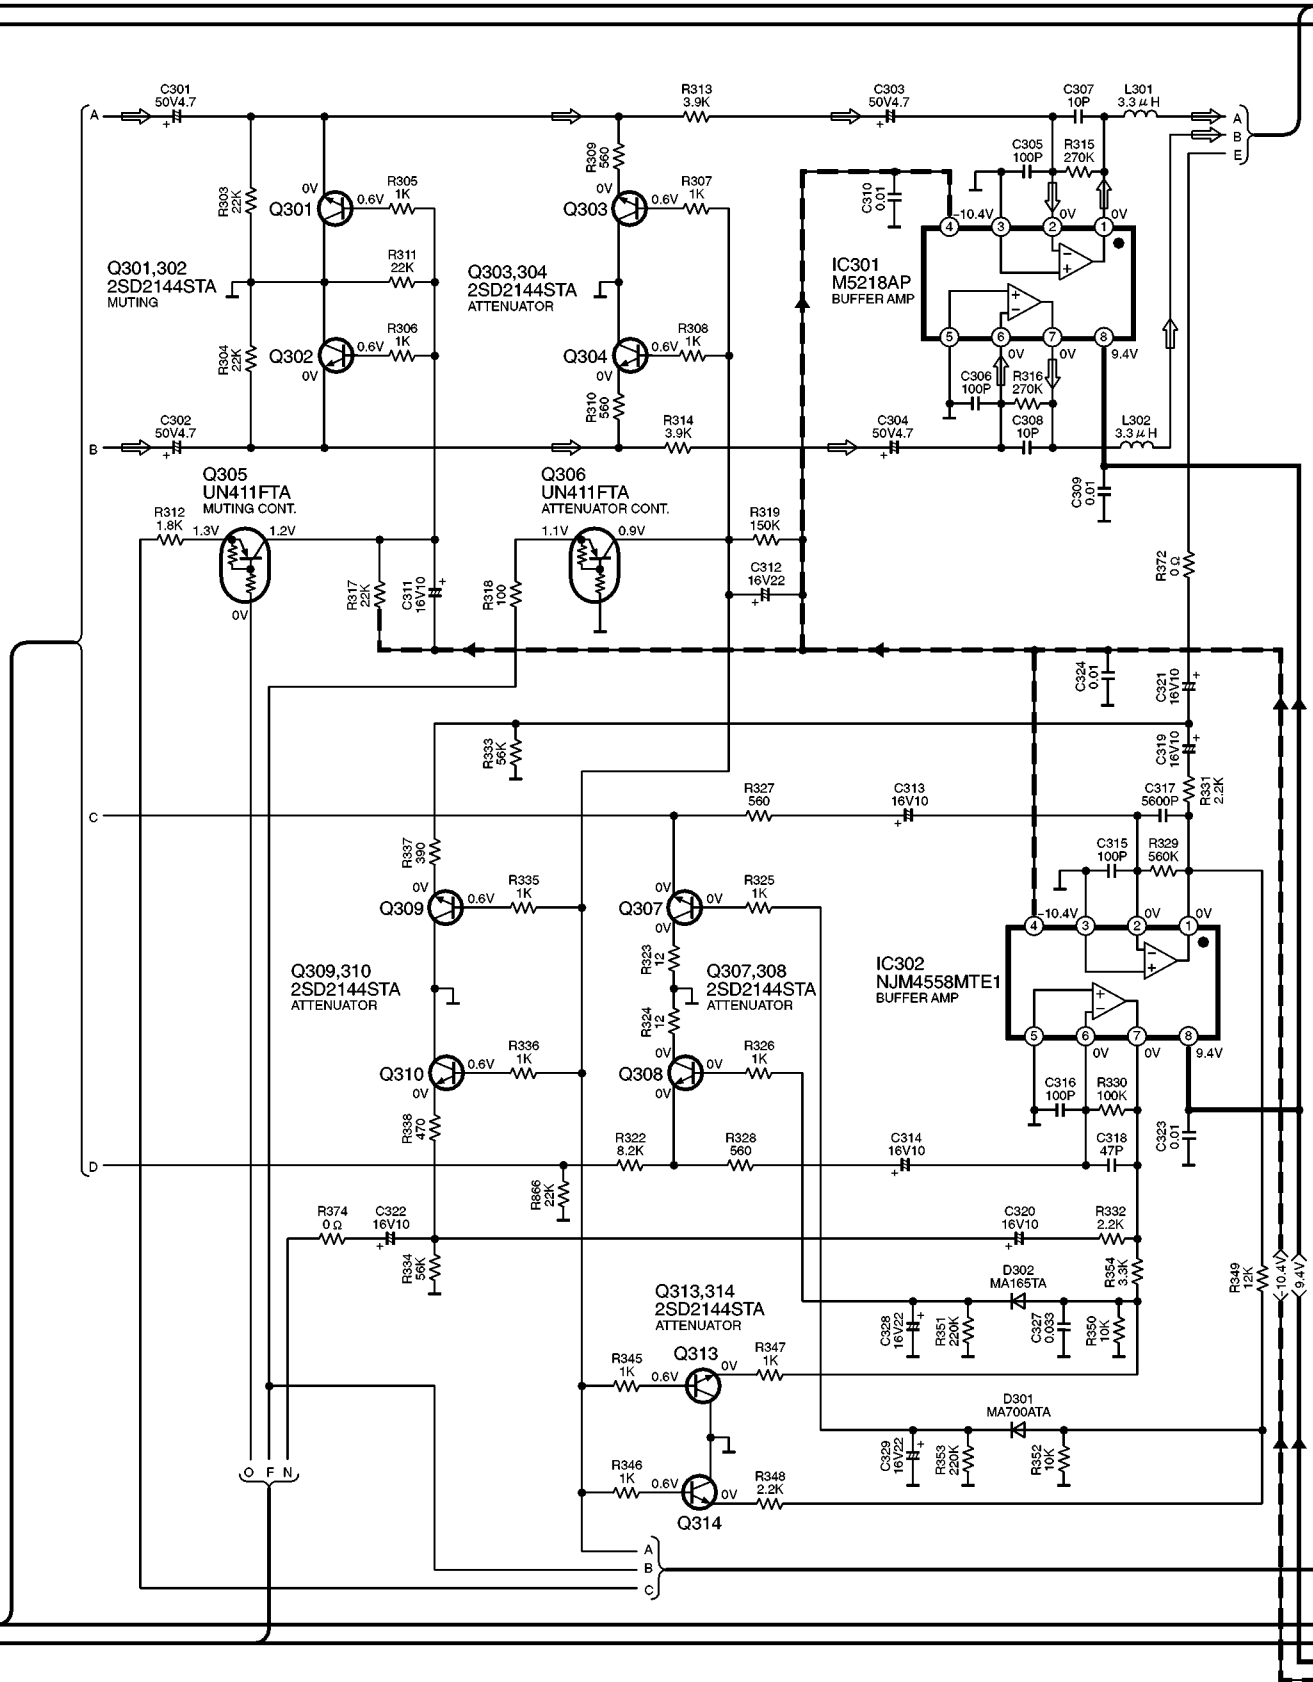 C301
50V4.7
+
R313
3.9K
C303
50V4.7
+
C307
10P
L301
3.3μH
A
A
B
E
R309
560
C305
100P
R315
270K
R303
22K
0V
Q301
0.6V
R305
1K
0V
Q303
0.6V
R307
1K
C310
0.01
-10.4V
0V
0V
4
3
2
1
Q301,302
2SD2144STA
MUTING
R311
22K
Q303,304
2SD2144STA
ATTENUATOR
IC301
M5218AP
BUFFER AMP
-
+
+
-
R304
22K
Q302
0V
0.6V
R306
1K
Q304
0V
0.6V
R308
1K
5
6
7
8
0V
0V
9.4V
R310
560
C306
100P
R316
270K
C302
50V4.7
+
R314
3.9K
C304
50V4.7
+
C308
10P
L302
3.3μH
B
Q305
UN411FTA
MUTING CONT.
Q306
UN411FTA
ATTENUATOR CONT.
C309
0.01
R312
1.8K
1.3V
1.2V
1.1V
0.9V
R319
150K
R372
0Ω
C312
16V22
+
R317
22K
C311
16V10
+
R318
100
0V
C324
0.01
C321
16V10
+
R333
56K
C319
16V10
+
R331
2.2K
C
R327
560
C313
16V10
+
C317
5600P
R337
390
C315
100P
R329
560K
0V
Q309
0.6V
R335
1K
0V
Q307
0V
0V
R325
1K
-10.4V
0V
0V
4
3
2
1
R323
12
Q309,310
2SD2144STA
ATTENUATOR
Q307,308
2SD2144STA
ATTENUATOR
IC302
NJM4558MTE1
BUFFER AMP
-
+
+
-
R324
12
5
6
7
8
0V
0V
9.4V
Q310
0V
0.6V
R336
1K
0V
Q308
0V
0V
R326
1K
R338
470
C316
100P
R330
100K
C323
0.01
R322
8.2K
R328
560
C314
16V10
+
C318
47P
D
R866
22K
R374
0Ω
C322
16V10
+
C320
16V10
+
R332
2.2K
R334
56K
R354
3.3K
R349
12K
-10.4V
9.4V
D302
MA165TA
Q313,314
2SD2144STA
ATTENUATOR
C328
16V22
+
R351
220K
C327
0.033
R350
10K
Q313
R345
1K
0.6V
0V
R347
1K
D301
MA700ATA
C329
16V22
+
R353
220K
R352
10K
O F N
R346
1K
0.6V
0V
R348
2.2K
Q314
A
B
C